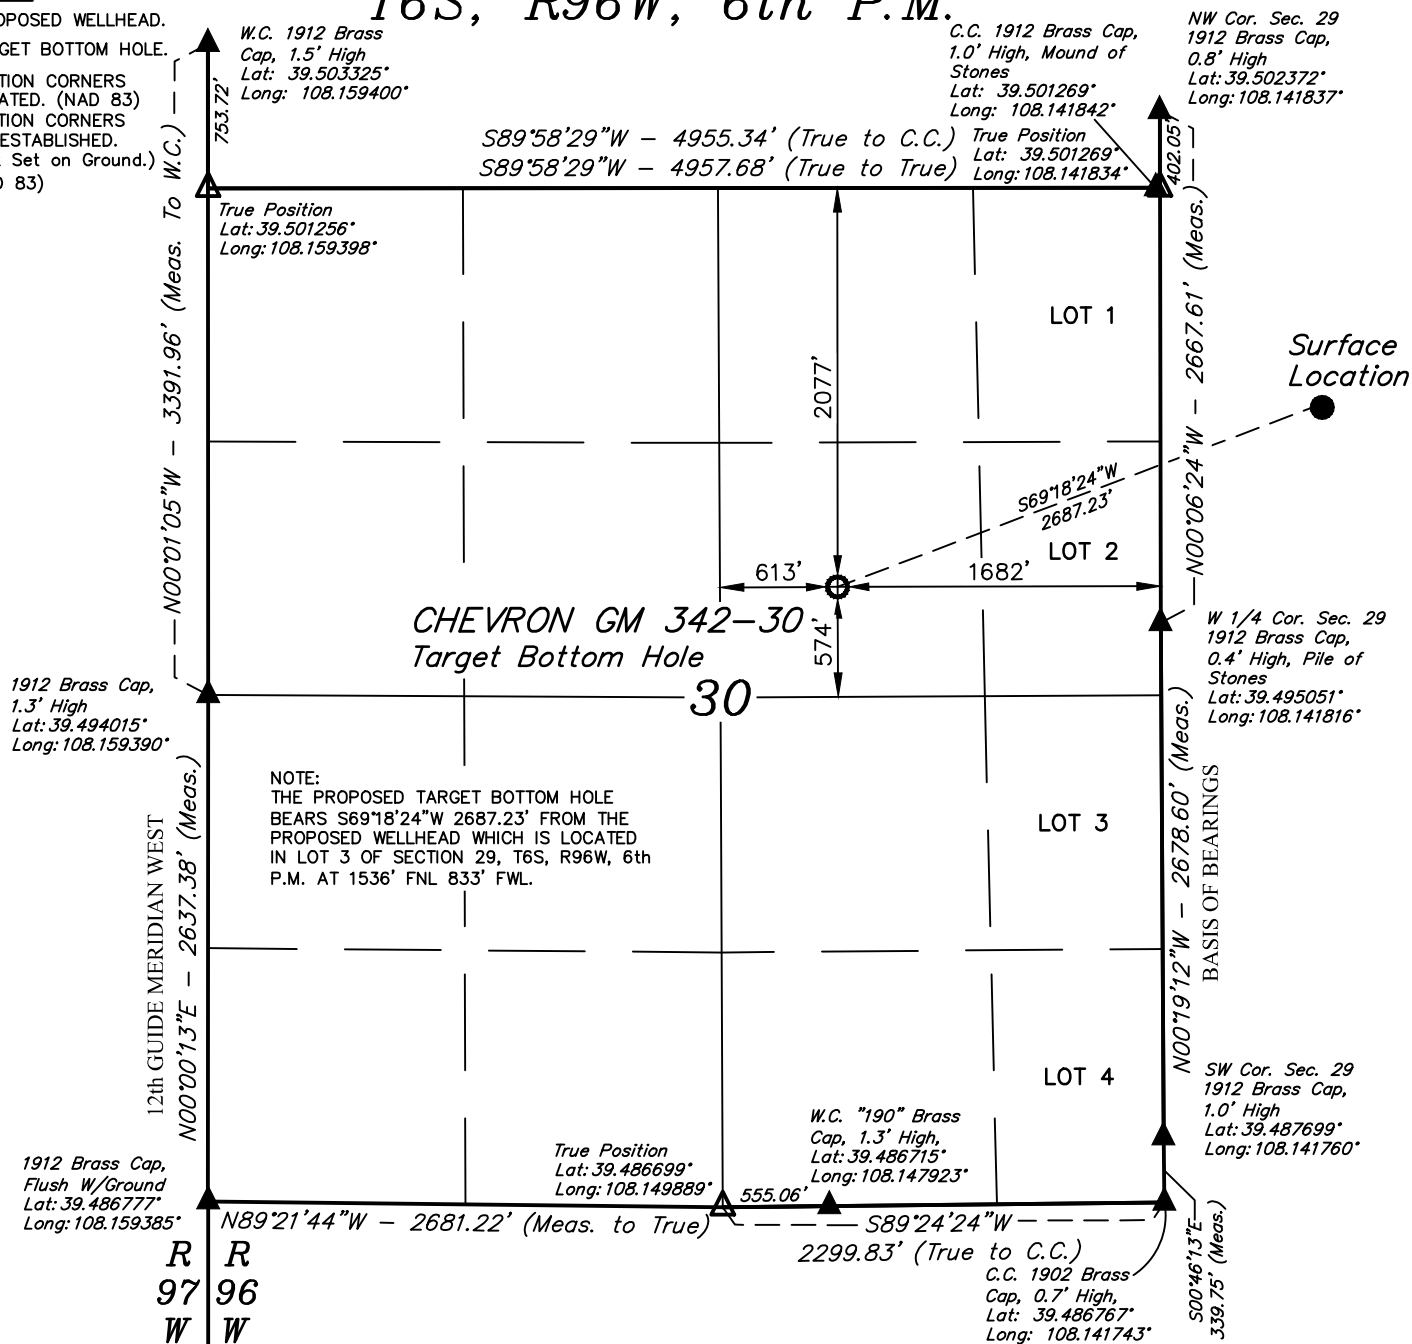 T6S, R96W, 6th P.M.
OPOSED WELLHEAD.
GET BOTTOM HOLE.
TION CORNERS
ATED. (NAD 83)
TION CORNERS
ESTABLISHED.
Set on Ground.)
83)
W.C. 1912 Brass
Cap, 1.5' High
Lat: 39.503325°
Long: 108.159400°
753.72'
C.C. 1912 Brass Cap,
1.0' High, Mound of
Stones
Lat: 39.501269°
Long: 108.141842°
NW Cor. Sec. 29
1912 Brass Cap,
0.8' High
Lat: 39.502372°
Long: 108.141837°
402.05'
S89°58'29"W - 4955.34' (True to C.C.)
S89°58'29"W - 4957.68' (True to True)
True Position
Lat: 39.501269°
Long: 108.141834°
True Position
Lat: 39.501256°
Long: 108.159398°
N00°01'05"W - 3391.96' (Meas. To W.C.)
N00°06'24"W - 2667.61' (Meas.)
LOT 1
2077'
Surface
Location
S69°18'24"W
2687.23'
LOT 2
613'
1682'
574'
CHEVRON GM 342-30
Target Bottom Hole
W 1/4 Cor. Sec. 29
1912 Brass Cap,
0.4' High, Pile of
Stones
Lat: 39.495051°
Long: 108.141816°
1912 Brass Cap,
1.3' High
Lat: 39.494015°
Long: 108.159390°
30
NOTE:
THE PROPOSED TARGET BOTTOM HOLE
BEARS S69°18'24"W 2687.23' FROM THE
PROPOSED WELLHEAD WHICH IS LOCATED
IN LOT 3 OF SECTION 29, T6S, R96W, 6th
P.M. AT 1536' FNL 833' FWL.
LOT 3
12th GUIDE MERIDIAN WEST
N00°00'13"E - 2637.38' (Meas.)
N00°19'12"W - 2678.60' (Meas.)
BASIS OF BEARINGS
LOT 4
SW Cor. Sec. 29
1912 Brass Cap,
1.0' High
Lat: 39.487699°
Long: 108.141760°
1912 Brass Cap,
Flush W/Ground
Lat: 39.486777°
Long: 108.159385°
True Position
Lat: 39.486699°
Long: 108.149889°
W.C. "190" Brass
Cap, 1.3' High,
Lat: 39.486715°
Long: 108.147923°
555.06'
N89°21'44"W - 2681.22' (Meas. to True)
S89°24'24"W
2299.83' (True to C.C.)
C.C. 1902 Brass
Cap, 0.7' High,
Lat: 39.486767°
Long: 108.141743°
S00°46'13"E
339.75' (Meas.)
R R
97 96
W W